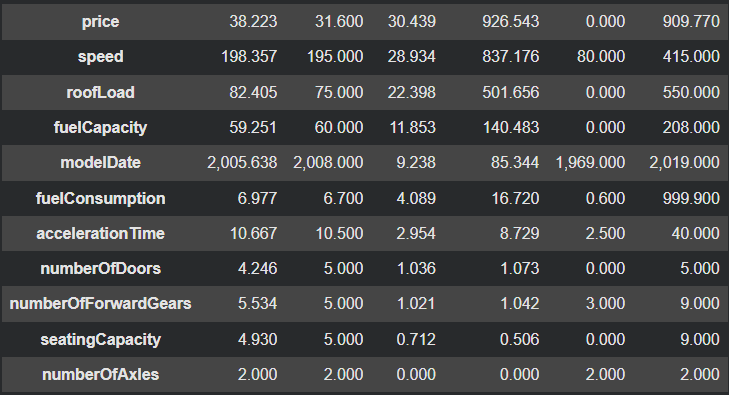 price 38.223 31.600 30.439 926.543 0.000 909.770
speed 198.357 195.000 28.934 837.176 80.000 415.000
roofLoad 82.405 75.000 22.398 501.656 0.000 550.000
fuelCapacity 59.251 60.000 11.853 140.483 0.000 208.000
modelDate 2,005.638 2,008.000 9.238 85.344 1,969.000 2,019.000
fuelConsumption 6.977 6.700 4.089 16.720 0.600 999.900
accelerationTime 10.667 10.500 2.954 8.729 2.500 40.000
numberOfDoors 4.246 5.000 1.036 1.073 0.000 5.000
numberOfForwardGears 5.534 5.000 1.021 1.042 3.000 9.000
seatingCapacity 4.930 5.000 0.712 0.506 0.000 9.000
numberOfAxles 2.000 2.000 0.000 0.000 2.000 2.000